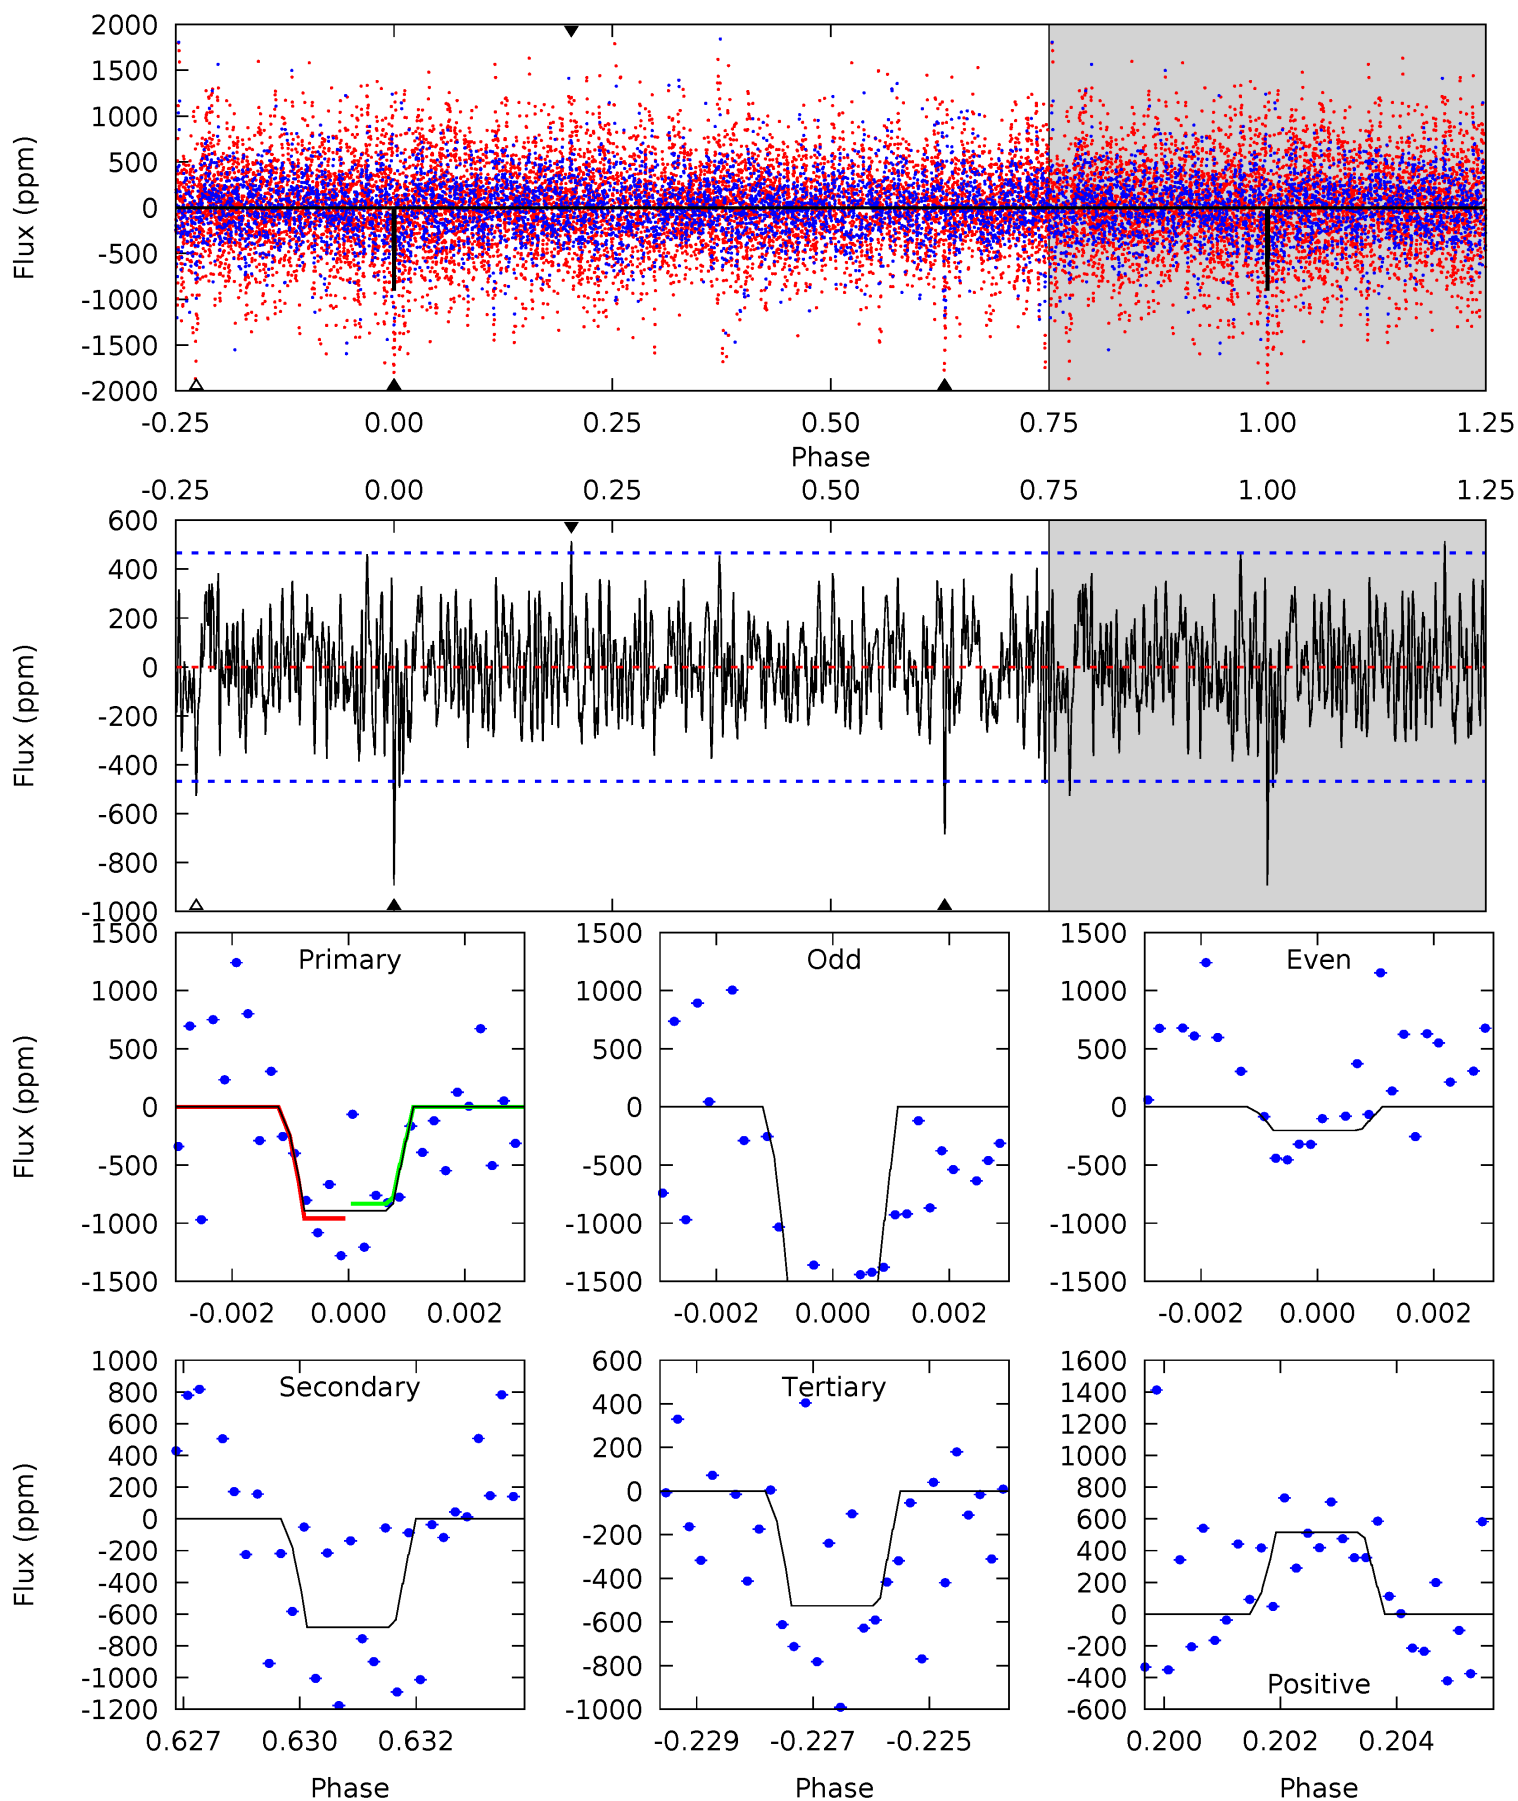 2000
1500
1000
500
0
-500
-1000
-1500
-2000
Flux (ppm)
-0.25 0.00 0.25 0.50 0.75 1.00 1.25
Phase
-0.25 0.00 0.25 0.50 0.75 1.00 1.25
600
400
200
0
-200
-400
-600
-800
-1000
Flux (ppm)
Primary Odd Even
1500 1500 1500
1000 1000 1000
500 500 500
0 0 0
-500 -500 -500
-1000 -1000 -1000
-1500 -1500 -1500
Flux (ppm)
-0.002 0.000 0.002 -0.002 0.000 0.002 -0.002 0.000 0.002
Secondary Tertiary Positive
1000 600 1600
800 400 1400
600 200 1200
400 0 1000
200 -200 800
0 -400 600
-200 -600 400
-400 -800 200
-600 -1000 0
-800 -200
-1000 -400
-1200 -600
Flux (ppm)
0.627 0.630 0.632 -0.229 -0.227 -0.225 0.200 0.202 0.204
Phase Phase Phase